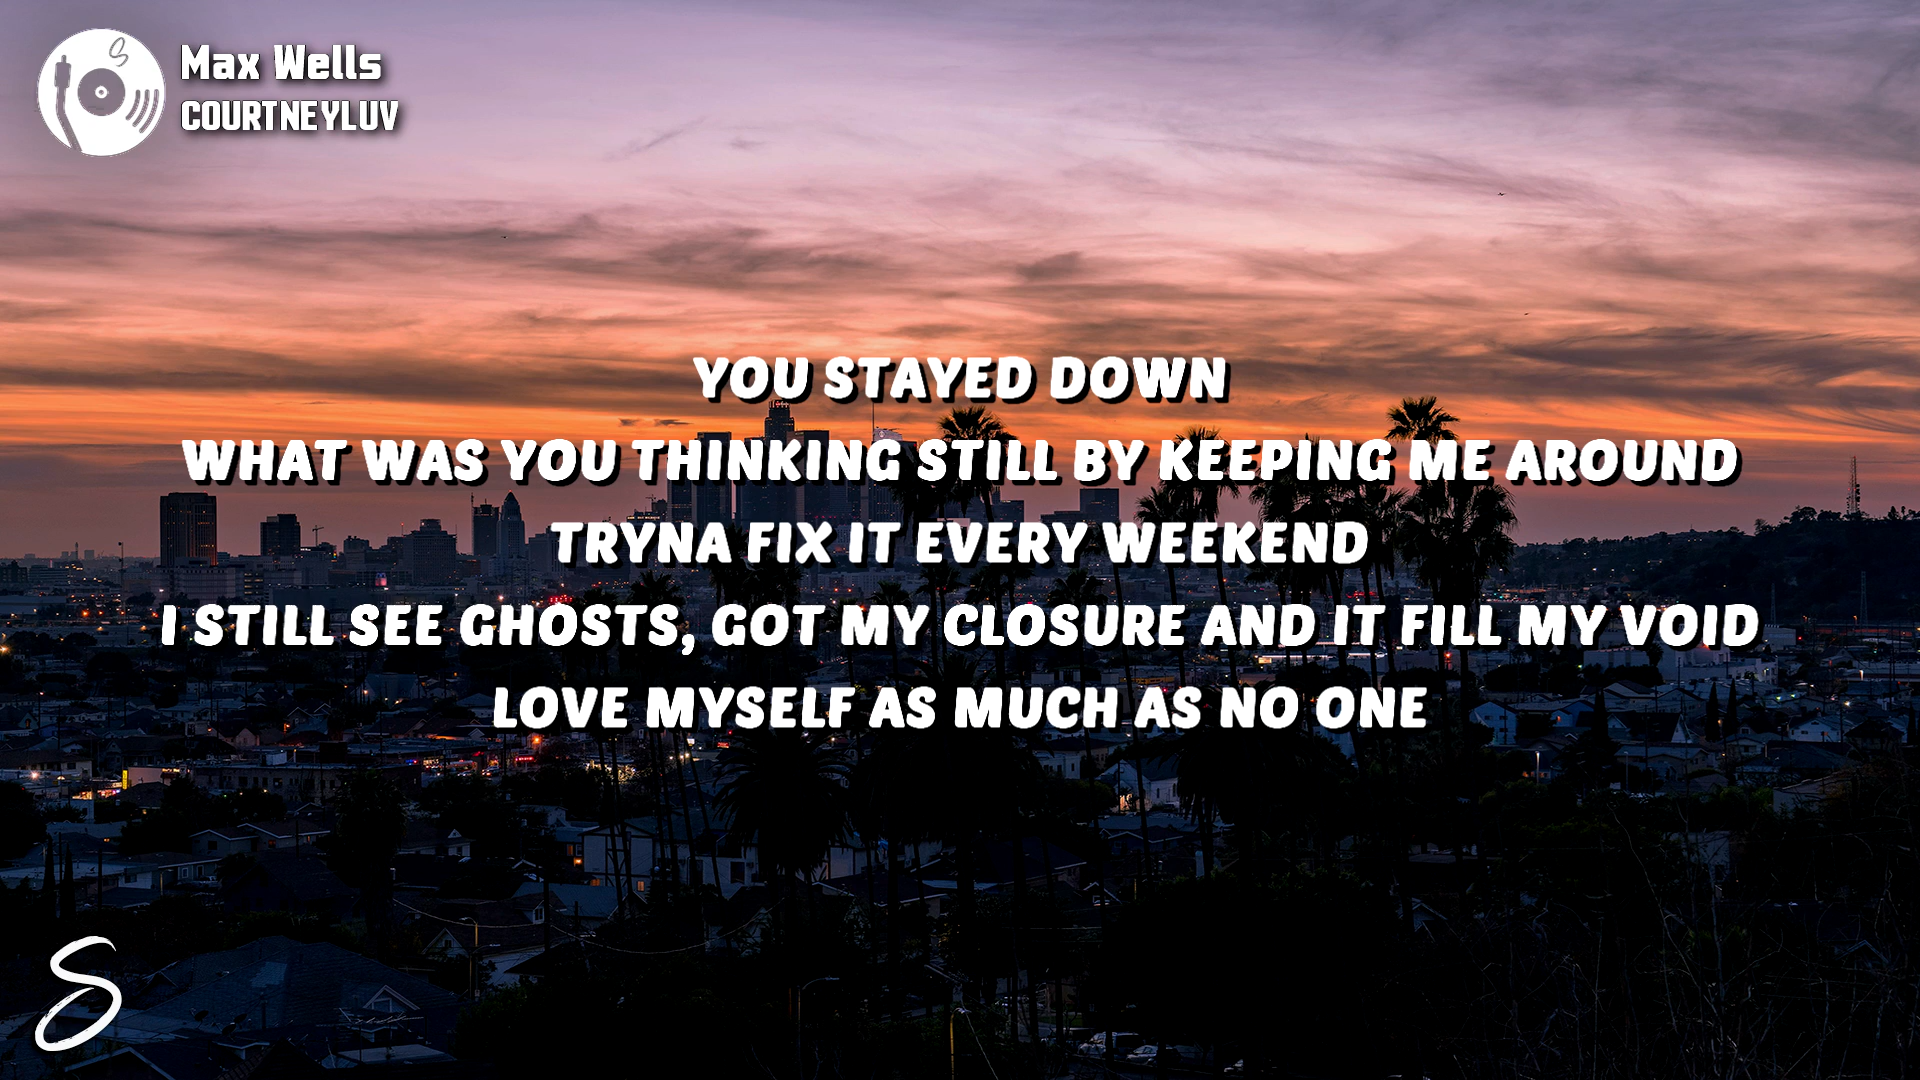 Max Wells
COURTNEYLUV
YOU STAYED DOWN
WHAT WAS YOU THINKING STILL BY KEEPING ME AROUND
TRYNA FIX IT EVERY WEEKEND
I STILL SEE GHOSTS, GOT MY CLOSURE AND IT FILL MY VOID
LOVE MYSELF AS MUCH AS NO ONE
S